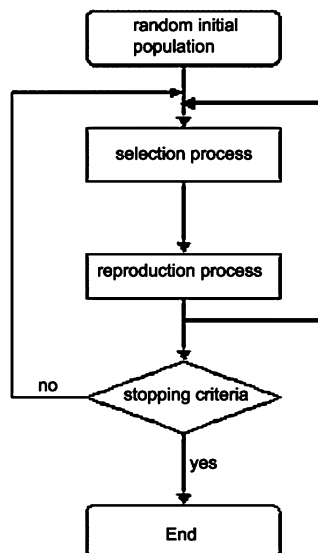 random initial
population
selection process
reproduction process
no
stopping criteria
yes
End